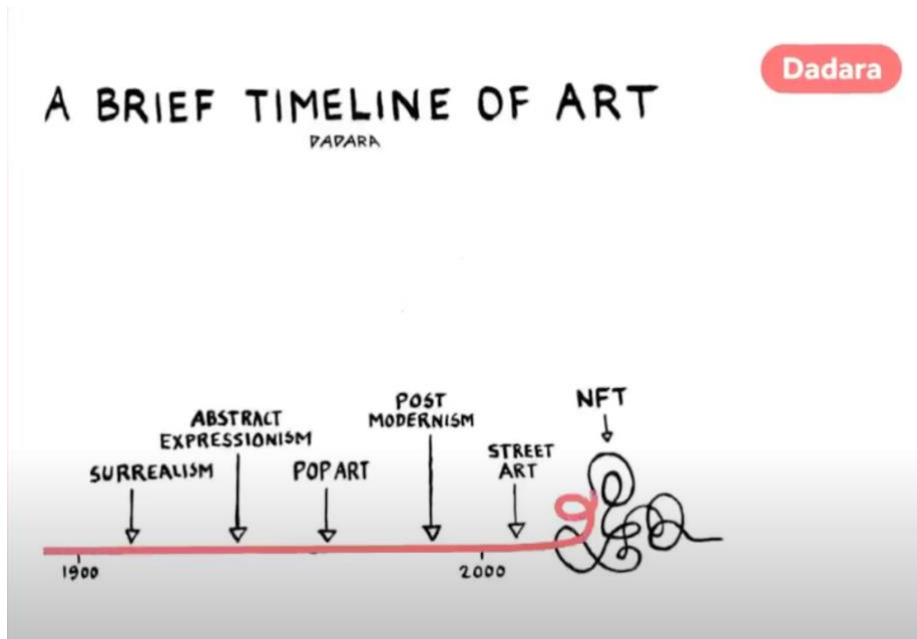 Dadara
A BRIEF TIMELINE OF ART
DADARA
SURREALISM
ABSTRACT
EXPRESSIONISM
POP ART
POST
MODERNISM
STREET
ART
NFT
1900
2000